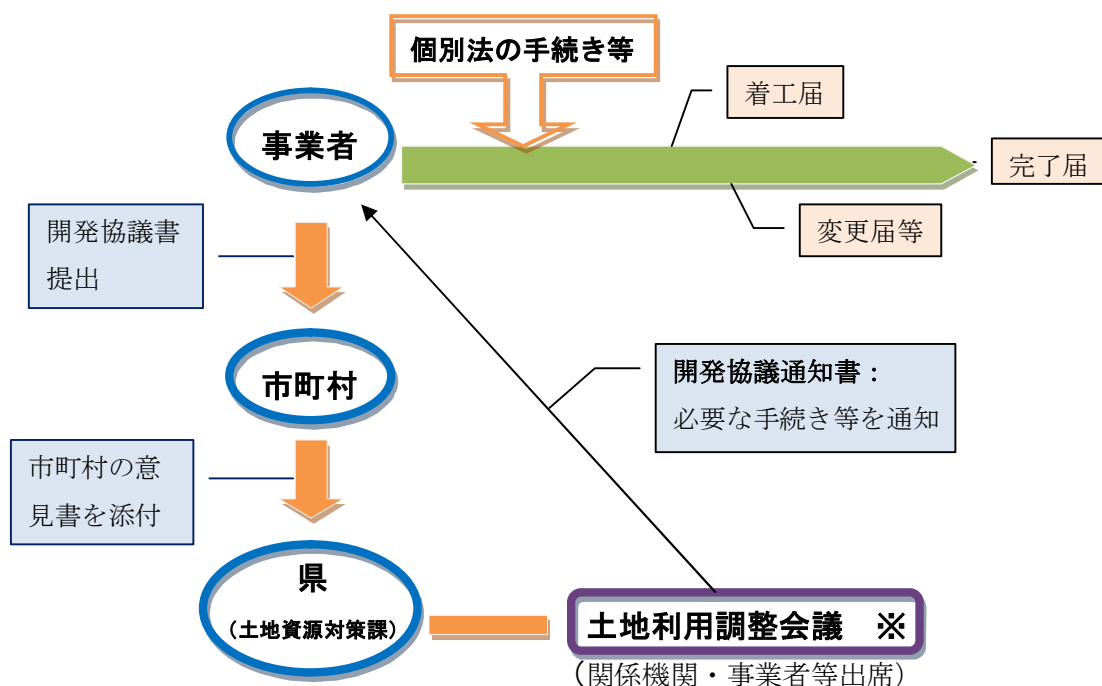 個別法の手続き等
着工届
事業者
完了届
変更届等
開発協議書
提出
市町村
開発協議通知書：
必要な手続き等を通知
市町村の意
見書を添付
県
（土地資源対策課）
土地利用調整会議　※
（関係機関・事業者等出席）